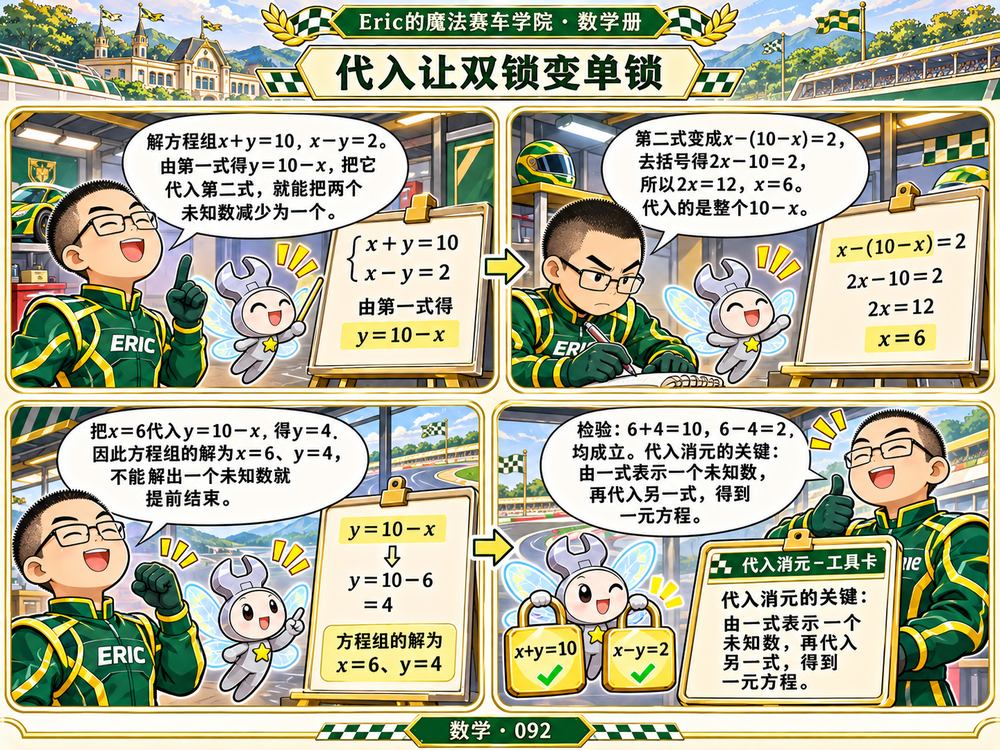 Eric的魔法赛车学院·数学册
代入让双锁变单锁
解方程组x+y=10，x-y=2。
由第一式得y=10-x，把它
代入第二式，就能把两个
未知数减少为一个。
x+y=10
x-y=2
由第一式得
y=10-x
ERIC
第二式变成x-(10-x)=2，
去括号得2x-10=2，
所以2x=12，x=6。
代入的是整个10-x。
x-(10-x)=2
2x-10=2
2x=12
x=6
ERIC
把x=6代入y=10-x，得y=4.
因此方程组的解为x=6、y=4，
不能解出一个未知数就
提前结束。
y=10-x
y=10-6
=4
方程组的解为
x=6、y=4
ERIC
检验：6+4=10，6-4=2，
均成立。代入消元的关键：
由一式表示一个未知数，
再代入另一式，得到
一元方程。
x+y=10
x-y=2
代入消元-工具卡
代入消元的关键：
由一式表示一个
未知数，再代入
另一式，得到
一元方程。
数学·092